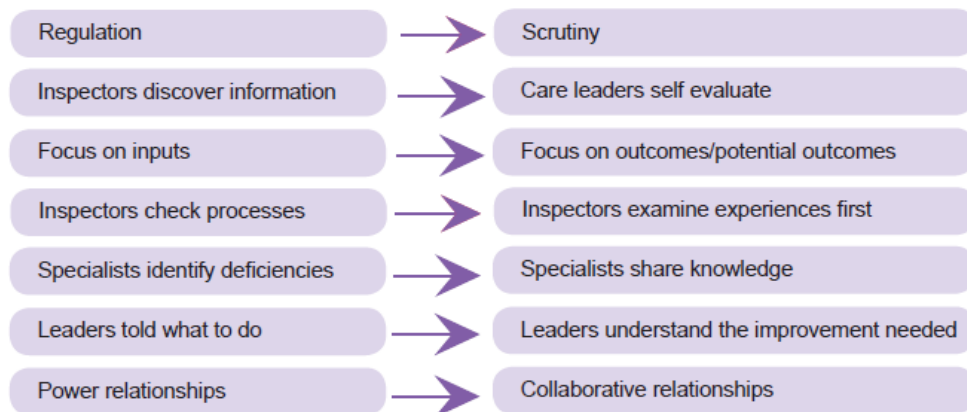 Regulation
Scrutiny
Inspectors discover information
Care leaders self evaluate
Focus on inputs
Focus on outcomes/potential outcomes
Inspectors check processes
Inspectors examine experiences first
Specialists identify deficiencies
Specialists share knowledge
Leaders told what to do
Leaders understand the improvement needed
Power relationships
Collaborative relationships